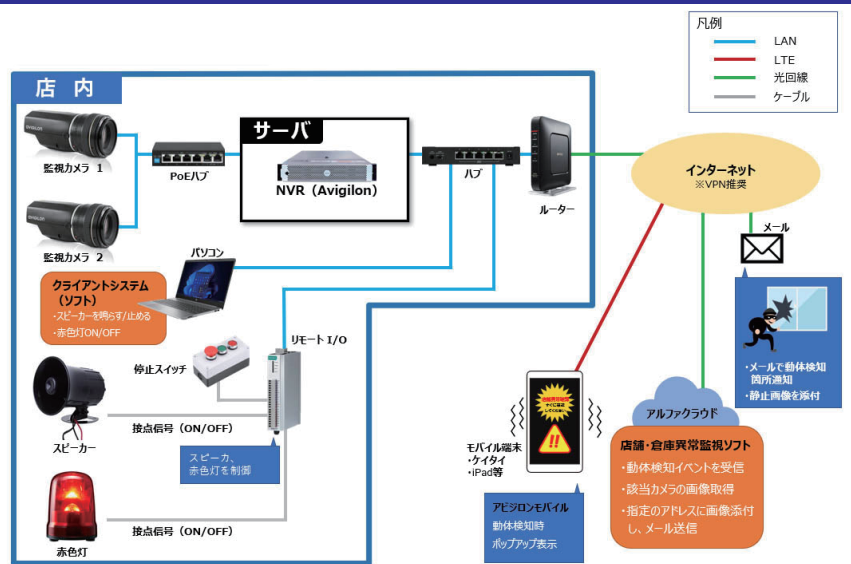 凡例
LAN
LTE
光回線
ケーブル
店 内
監視カメラ 1
監視カメラ 2
PoEハブ
サーバ
NVR（Avigilon）
ハブ
ルーター
インターネット
※VPN推奨
メール
パソコン
クライアントシステム
（ソフト）
・スピーカーを鳴らす/止める
・赤色灯ON/OFF
停止スイッチ
リモート I/O
スピーカー
接点信号（ON/OFF）
スピーカ、
赤色灯を制御
赤色灯
接点信号（ON/OFF）
モバイル端末
・ケイタイ
・iPad等
!!
アビジロンモバイル
動体検知時
ポップアップ表示
・メールで動体検知
箇所通知
・静止画像を添付
アルファクラウド
店舗・倉庫異常監視ソフト
・動体検知イベントを受信
・該当カメラの画像取得
・指定のアドレスに画像添付
し、メール送信